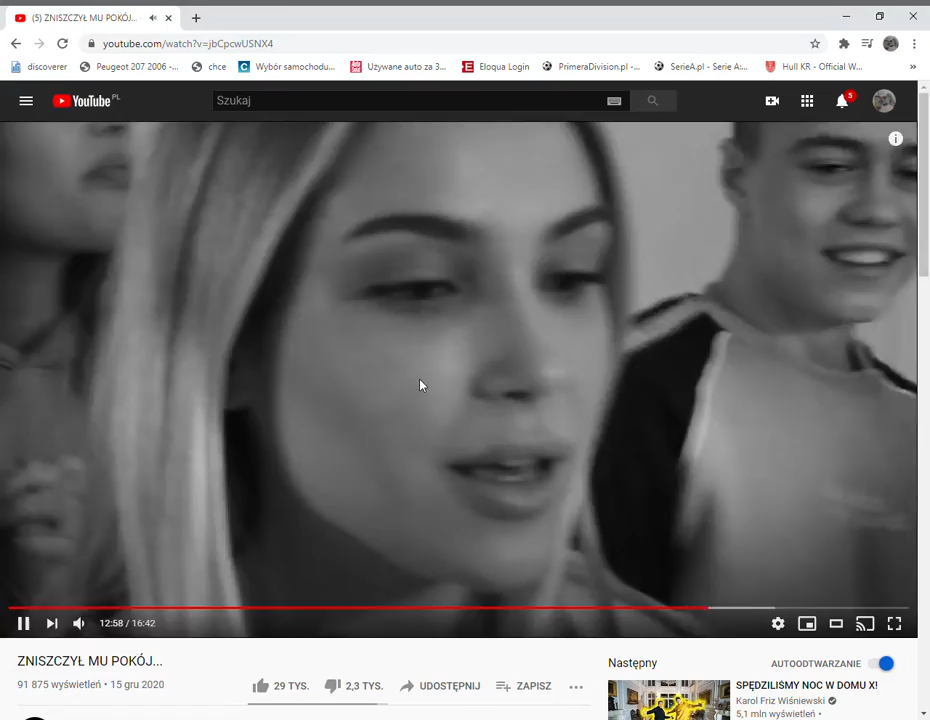 (5) ZNISZCZYŁ MU POKÓJ...
youtube.com/watch?v=jbCpcwUSNX4
discoverer
Peugeot 207 2006 -...
chce
Wybór samochodu...
Używane auto za 3...
Eloqua Login
PrimeraDivision.pl -...
SerieA.pl - Serie A:...
Hull KR - Official W...
»
YouTube PL
Szukaj
5
12:58 / 16:42
ZNISZCZYŁ MU POKÓJ...
91 875 wyświetleń • 15 gru 2020
29 TYS.
2,3 TYS.
UDOSTĘPNIJ
ZAPISZ
Następny
AUTOODTWARZANIE
SPĘDZILIŚMY NOC W DOMU X!
Karol Friz Wiśniewski
5,1 mln wyświetleń •